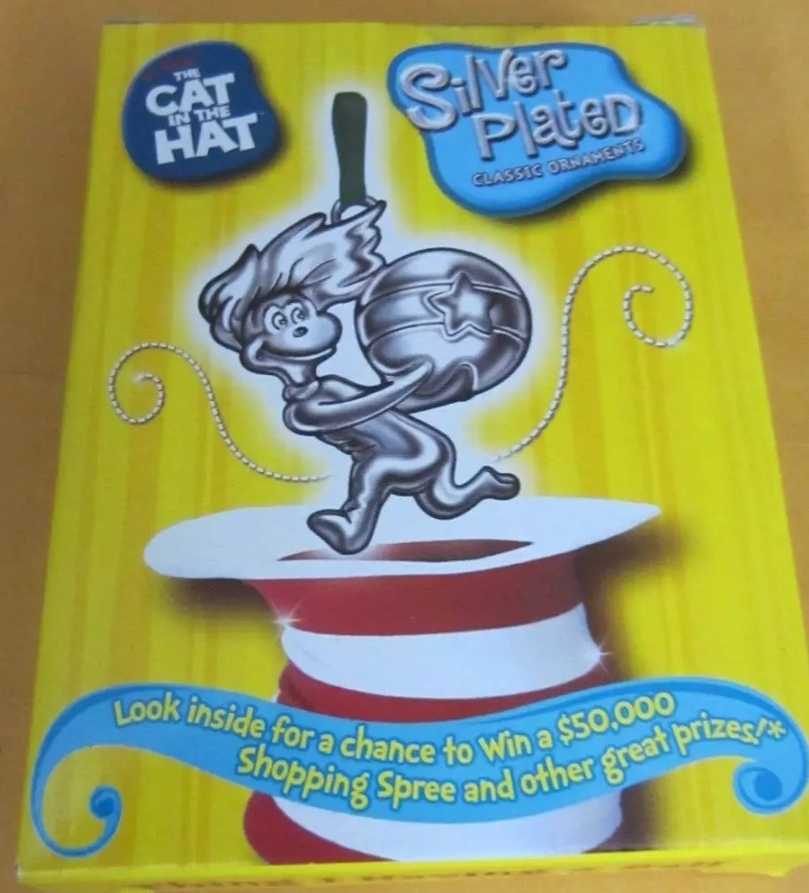 THE
CAT
IN THE
HAT
Silver
Plated
CLASSIC ORNAMENTS
Look inside for a chance to Win a $50,000
Shopping Spree and other great prizes!*